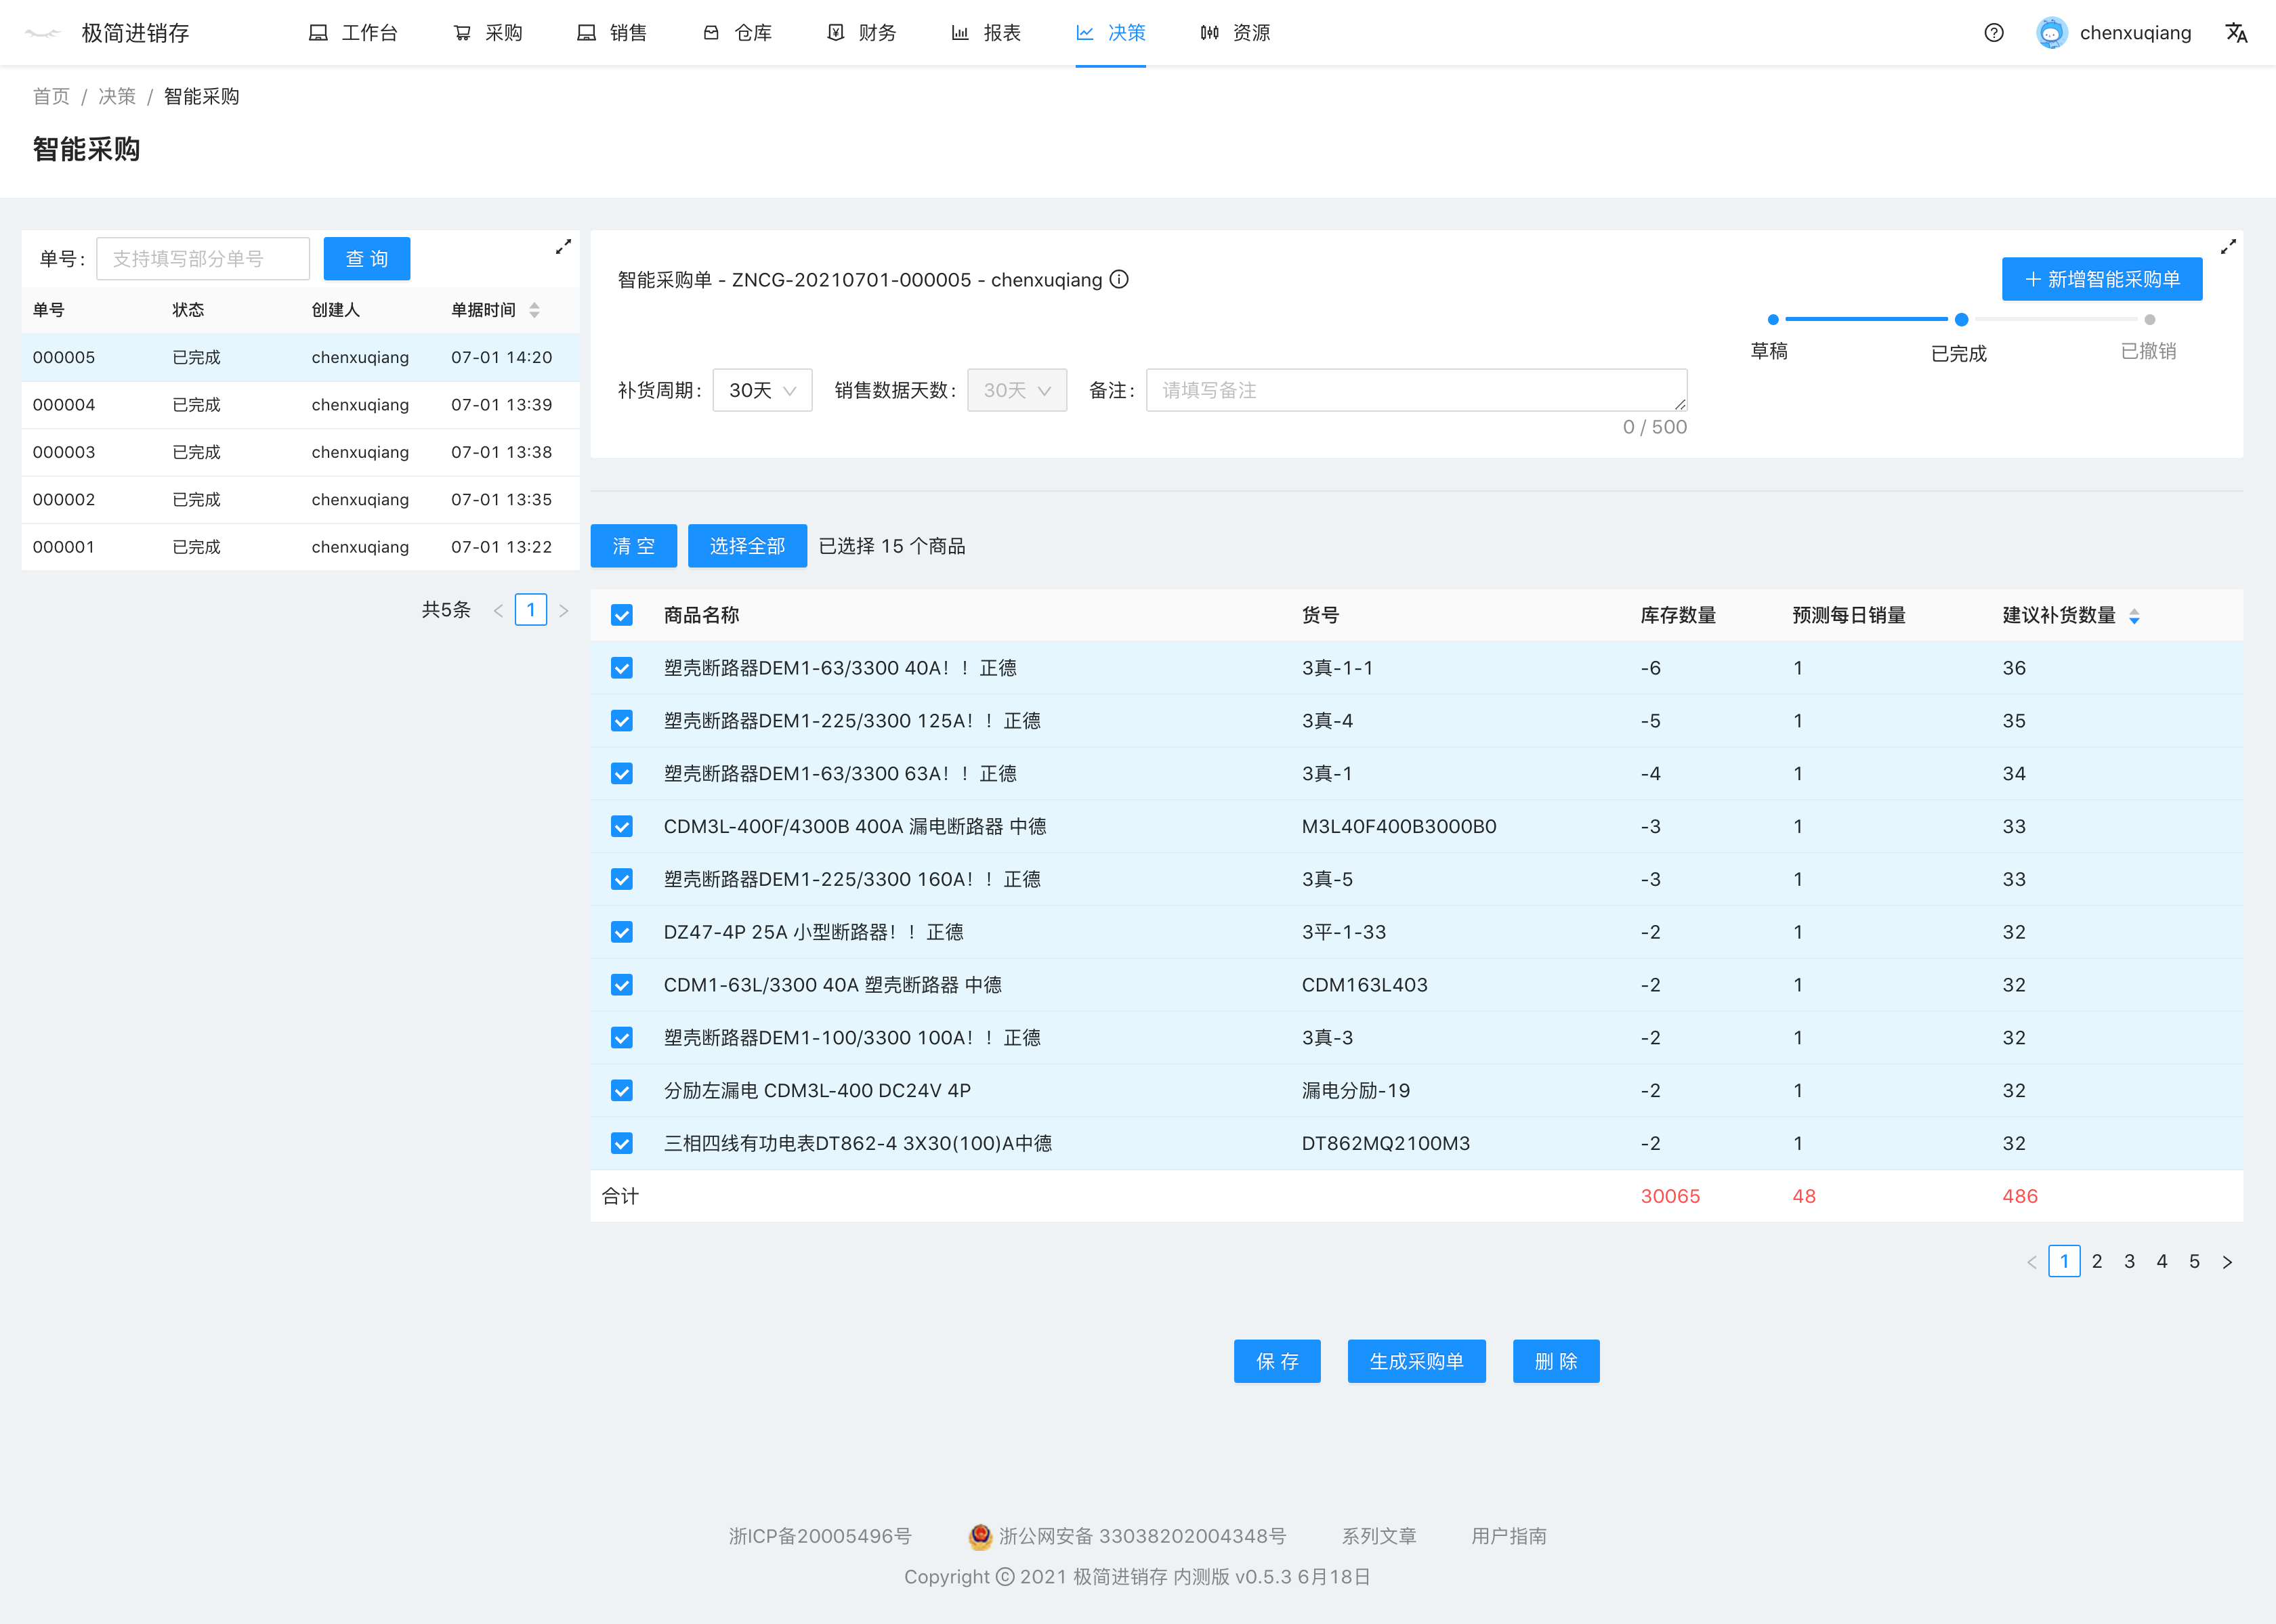 极简进销存 工作台 采购 销售 仓库 财务 报表 决策 资源 chenxuqiang
首页 / 决策 / 智能采购
智能采购
单号: 支持填写部分单号 查 询
单号 状态 创建人 单据时间
000005 已完成 chenxuqiang 07-01 14:20
000004 已完成 chenxuqiang 07-01 13:39
000003 已完成 chenxuqiang 07-01 13:38
000002 已完成 chenxuqiang 07-01 13:35
000001 已完成 chenxuqiang 07-01 13:22
共5条 < 1 >
智能采购单 - ZNCG-20210701-000005 - chenxuqiang
+ 新增智能采购单
草稿 已完成 已撤销
补货周期: 30天 销售数据天数: 30天 备注: 请填写备注
0 / 500
清 空 选择全部 已选择 15 个商品
商品名称 货号 库存数量 预测每日销量 建议补货数量
塑壳断路器DEM1-63/3300 40A！！正德 3真-1-1 -6 1 36
塑壳断路器DEM1-225/3300 125A！！正德 3真-4 -5 1 35
塑壳断路器DEM1-63/3300 63A！！正德 3真-1 -4 1 34
CDM3L-400F/4300B 400A 漏电断路器 中德 M3L40F400B3000B0 -3 1 33
塑壳断路器DEM1-225/3300 160A！！正德 3真-5 -3 1 33
DZ47-4P 25A 小型断路器！！正德 3平-1-33 -2 1 32
CDM1-63L/3300 40A 塑壳断路器 中德 CDM163L403 -2 1 32
塑壳断路器DEM1-100/3300 100A！！正德 3真-3 -2 1 32
分励左漏电 CDM3L-400 DC24V 4P 漏电分励-19 -2 1 32
三相四线有功电表DT862-4 3X30(100)A中德 DT862MQ2100M3 -2 1 32
合计 30065 48 486
< 1 2 3 4 5 >
保 存 生成采购单 删 除
浙ICP备20005496号 浙公网安备 33038202004348号 系列文章 用户指南
Copyright © 2021 极简进销存 内测版 v0.5.3 6月18日